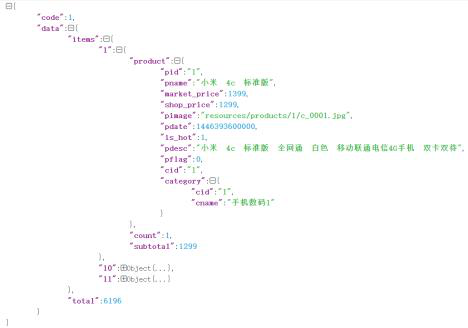 {
"code":1,
"data":{
"items":{
"1":{
"product":{
"pid":"1",
"pname":"小米 4c 标准版",
"market_price":1399,
"shop_price":1299,
"pimage":"resources/products/1/c_0001.jpg",
"pdate":1446393600000,
"is_hot":1,
"pdesc":"小米 4c 标准版 全网通 白色 移动联通电信4G手机 双卡双待",
"pflag":0,
"cid":"1",
"category":{
"cid":"1",
"cname":"手机数码1"
}
},
"count":1,
"subtotal":1299
},
"10":Object{...},
"11":Object{...}
},
"total":6196
}
}